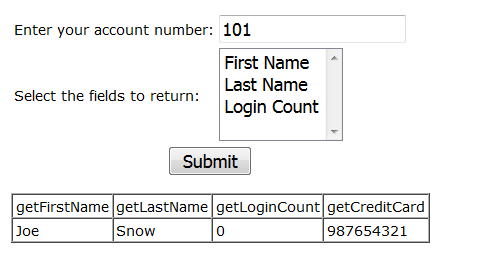 Enter your account number: 101
First Name
Last Name
Select the fields to return:
Login Count
Submit
getFirstName getLastName getLoginCount getCreditCard
Joe Snow 0 987654321